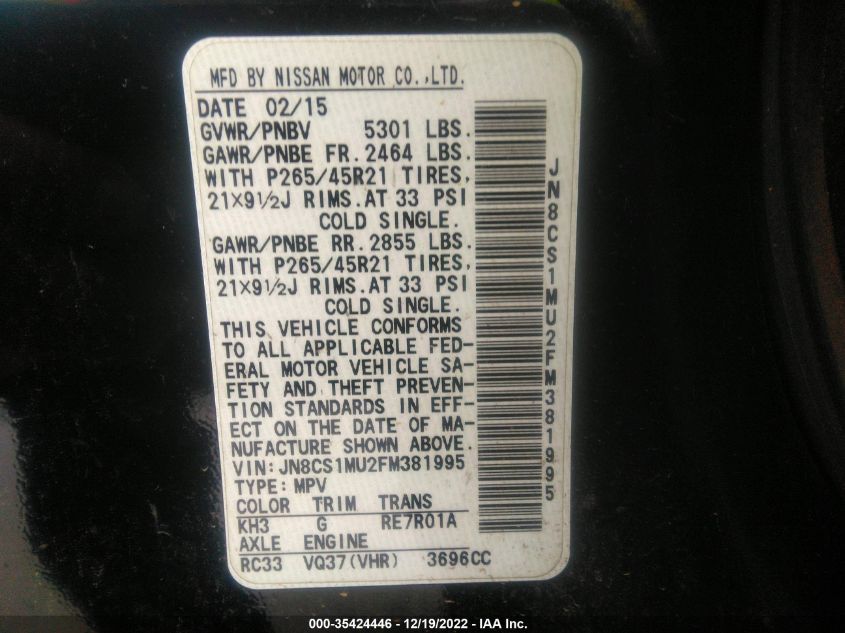 MFD BY NISSAN MOTOR CO.,LTD.
DATE 02/15
GVWR/PNBV 5301 LBS.
GAWR/PNBE FR. 2464 LBS.
WITH P265/45R21 TIRES,
21×9½J RIMS. AT 33 PSI
COLD SINGLE.
GAWR/PNBE RR. 2855 LBS.
WITH P265/45R21 TIRES,
21×9½J RIMS. AT 33 PSI
COLD SINGLE.
THIS VEHICLE CONFORMS
TO ALL APPLICABLE FED-
ERAL MOTOR VEHICLE SA-
FETY AND THEFT PREVEN-
TION STANDARDS IN EFF-
ECT ON THE DATE OF MA-
NUFACTURE SHOWN ABOVE.
VIN: JN8CS1MU2FM381995
TYPE: MPV
COLOR TRIM TRANS
KH3 G RE7R01A
AXLE ENGINE
RC33 VQ37(VHR) 3696CC
JN8CS1MU2FM381995
000-35424446 - 12/19/2022 - IAA Inc.